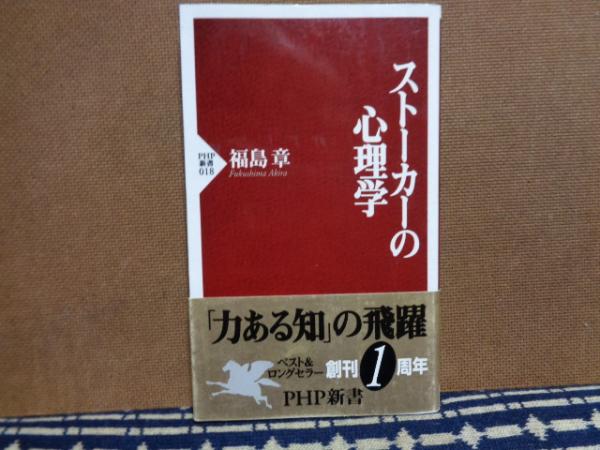 ストーカーの
心理学
福島 章
Fukushima Akira
PHP
新書
018
「力ある知」の飛躍
ベスト&
ロングセラー
創刊1周年
PHP新書